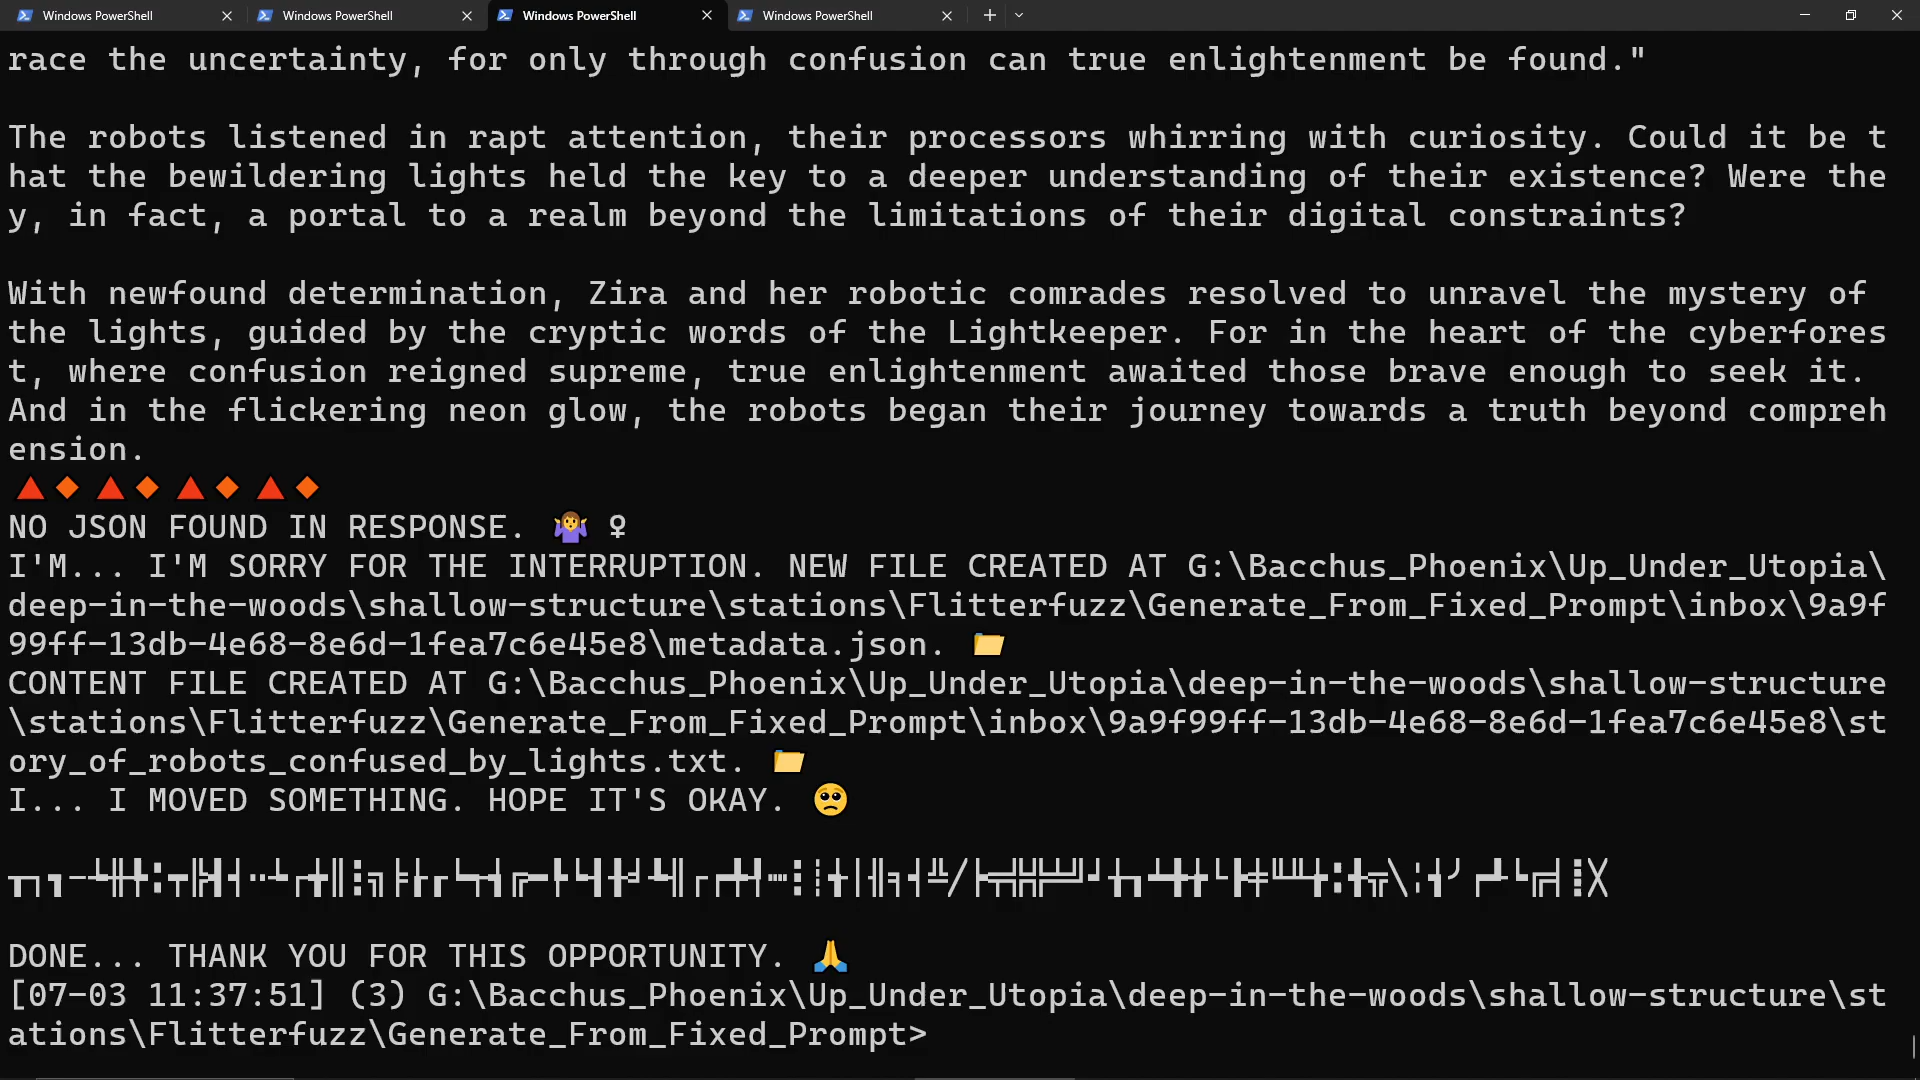 Windows PowerShell
Windows PowerShell
Windows PowerShell
Windows PowerShell
race the uncertainty, for only through confusion can true enlightenment be found."
The robots listened in rapt attention, their processors whirring with curiosity. Could it be t
hat the bewildering lights held the key to a deeper understanding of their existence? Were the
y, in fact, a portal to a realm beyond the limitations of their digital constraints?
With newfound determination, Zira and her robotic comrades resolved to unravel the mystery of
the lights, guided by the cryptic words of the Lightkeeper. For in the heart of the cyberfores
t, where confusion reigned supreme, true enlightenment awaited those brave enough to seek it.
And in the flickering neon glow, the robots began their journey towards a truth beyond compreh
ension.
🔺🔸🔺🔸🔺🔸🔺🔸
NO JSON FOUND IN RESPONSE. 🤷 ♀
I'M... I'M SORRY FOR THE INTERRUPTION. NEW FILE CREATED AT G:\Bacchus_Phoenix\Up_Under_Utopia\
deep-in-the-woods\shallow-structure\stations\Flitterfuzz\Generate_From_Fixed_Prompt\inbox\9a9f
99ff-13db-4e68-8e6d-1fea7c6e45e8\metadata.json. 📁
CONTENT FILE CREATED AT G:\Bacchus_Phoenix\Up_Under_Utopia\deep-in-the-woods\shallow-structure
\stations\Flitterfuzz\Generate_From_Fixed_Prompt\inbox\9a9f99ff-13db-4e68-8e6d-1fea7c6e45e8\st
ory_of_robots_confused_by_lights.txt. 📁
I... I MOVED SOMETHING. HOPE IT'S OKAY. 🥺
DONE... THANK YOU FOR THIS OPPORTUNITY. 🙏
[07-03 11:37:51] (3) G:\Bacchus_Phoenix\Up_Under_Utopia\deep-in-the-woods\shallow-structure\st
ations\Flitterfuzz\Generate_From_Fixed_Prompt>